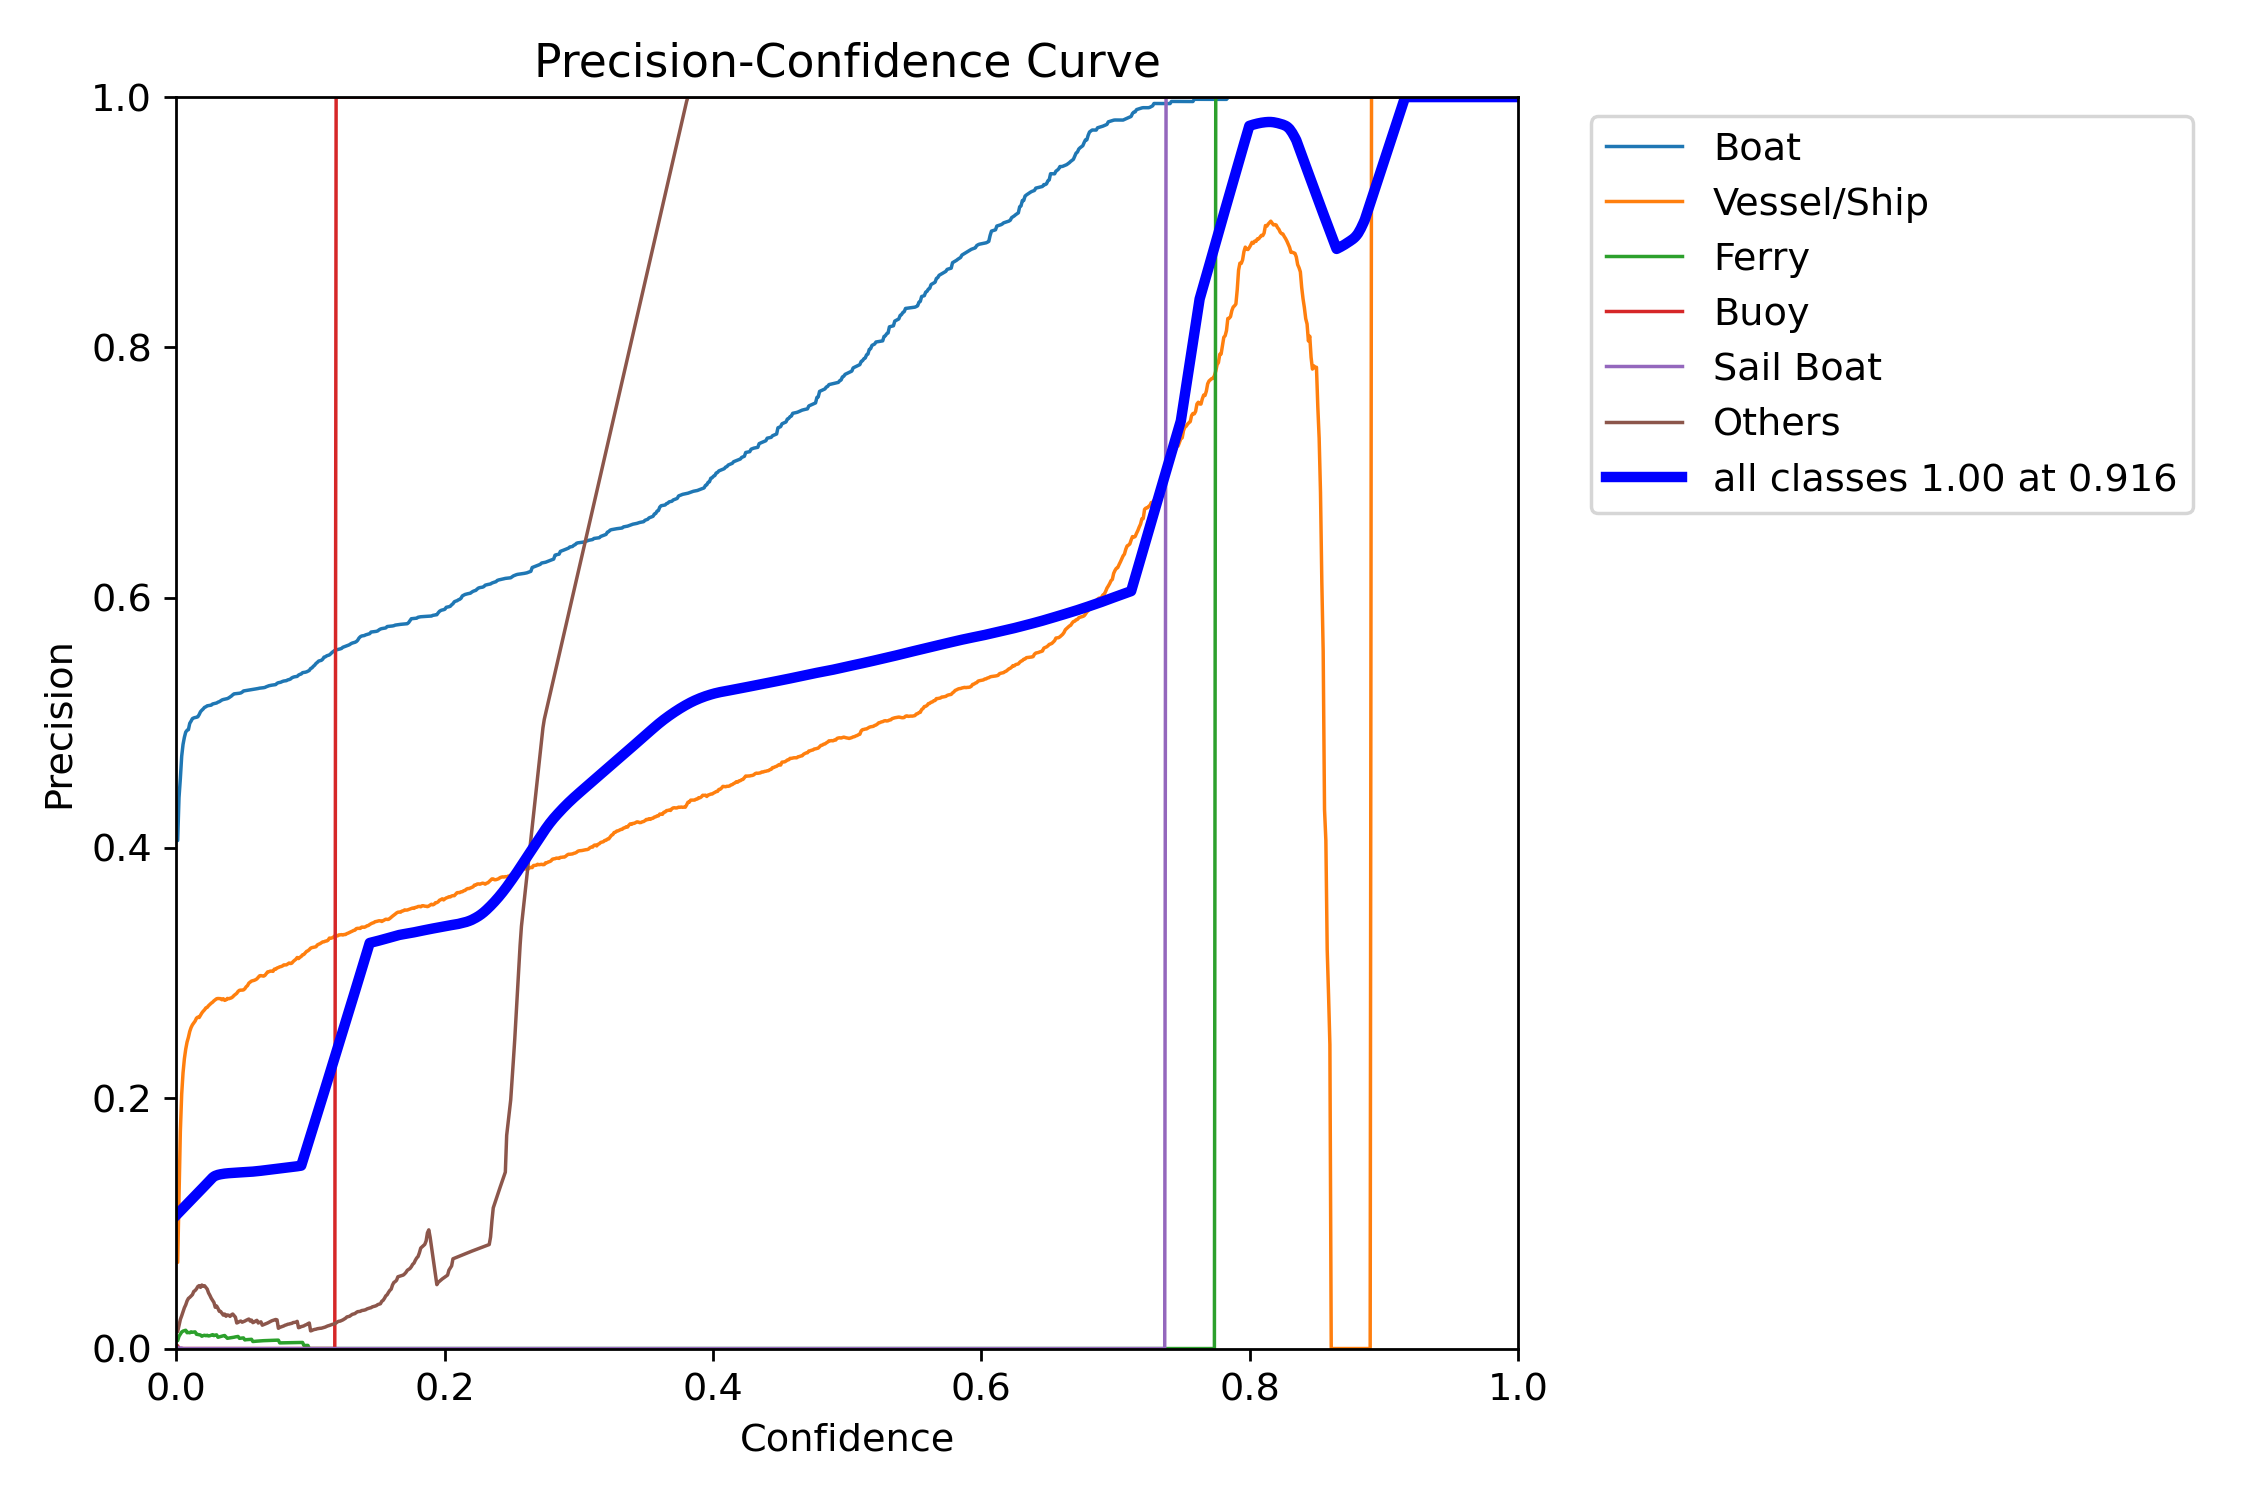 Precision-Confidence Curve
1.0
0.8
0.6
0.4
0.2
0.0
Precision
0.0 0.2 0.4 0.6 0.8 1.0
Confidence
Boat
Vessel/Ship
Ferry
Buoy
Sail Boat
Others
all classes 1.00 at 0.916